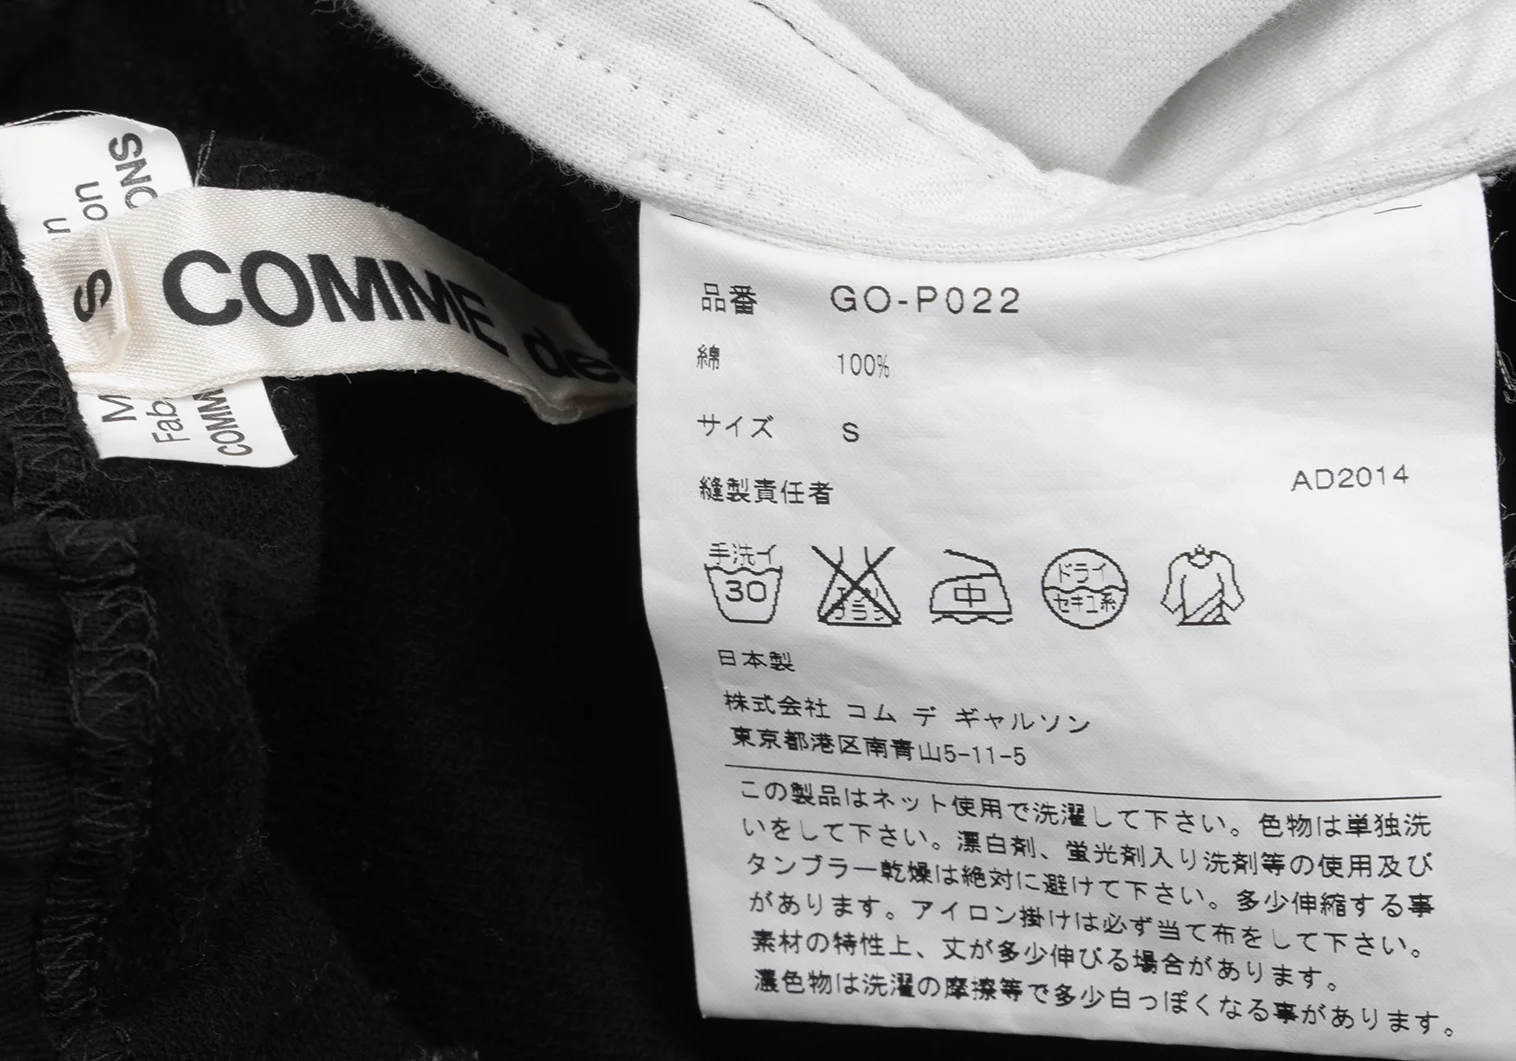 ONS
on
n
S
COMME des
M
Fab
COMM
品番 GO-P022
綿 100%
サイズ S
縫製責任者 AD2014
手洗イ
30
エンソ
サラシ
中
ドライ
セキユ系
日本製
株式会社 コム デ ギャルソン
東京都港区南青山5-11-5
この製品はネット使用で洗濯して下さい。色物は単独洗
いをして下さい。漂白剤、蛍光剤入り洗剤等の使用及び
タンブラー乾燥は絶対に避けて下さい。多少伸縮する事
があります。アイロン掛けは必ず当て布をして下さい。
素材の特性上、丈が多少伸びる場合があります。
濃色物は洗濯の摩擦等で多少白っぽくなる事があります。